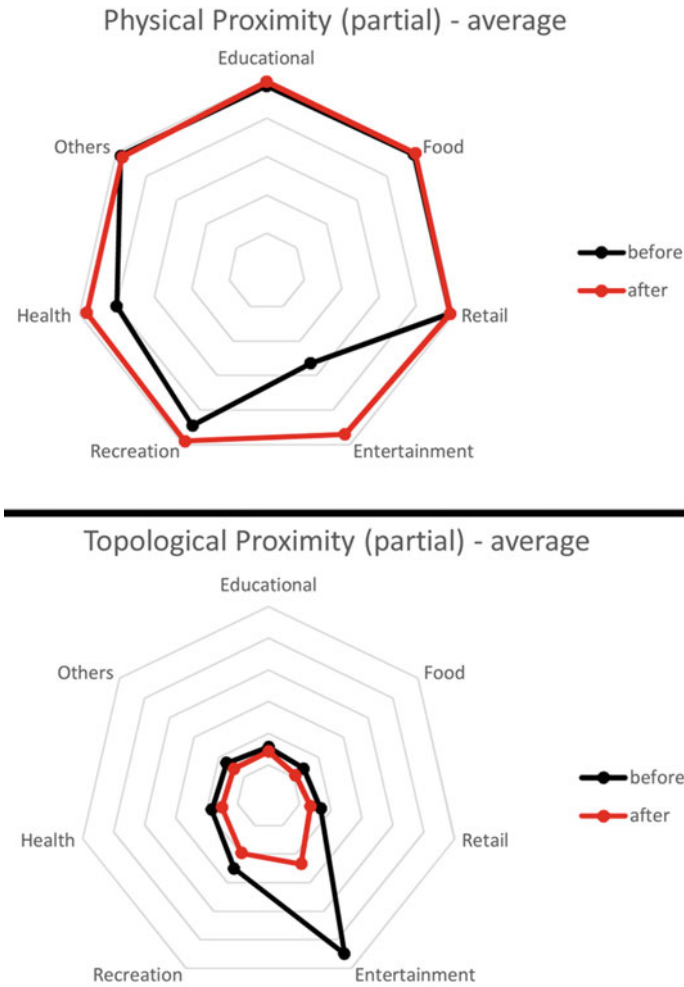 Physical Proximity (partial) - average
Educational
Others
Food
before
after
Health
Retail
Recreation
Entertainment
Topological Proximity (partial) - average
Educational
Others
Food
before
after
Health
Retail
Recreation
Entertainment